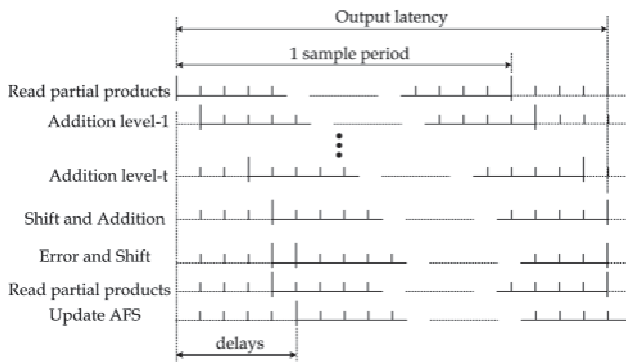 Output latency
1 sample period
Read partial products
Addition level-1
Addition level-t
Shift and Addition
Error and Shift
Read partial products
Update AFS
delays